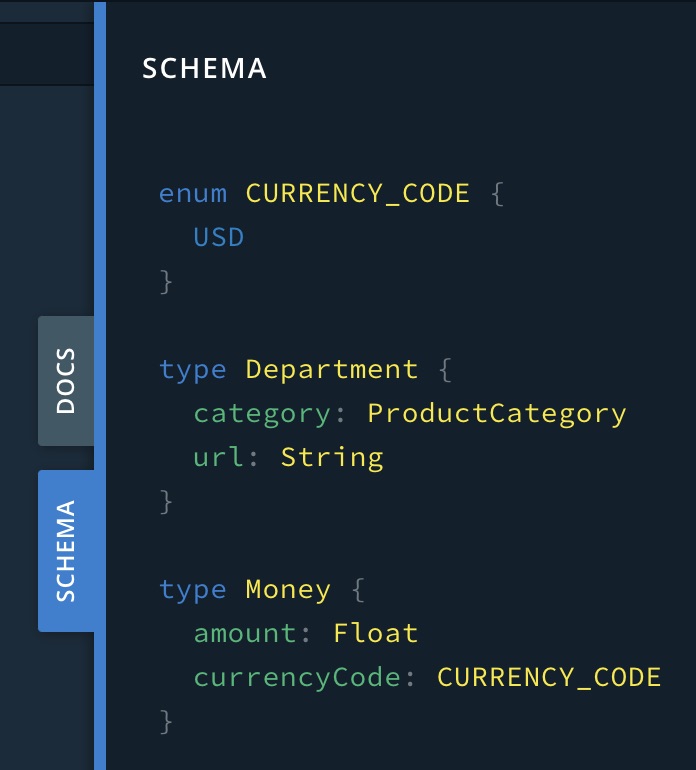 SCHEMA
enum CURRENCY_CODE {
  USD
}
type Department {
  category: ProductCategory
  url: String
}
type Money {
  amount: Float
  currencyCode: CURRENCY_CODE
}
DOCS
SCHEMA